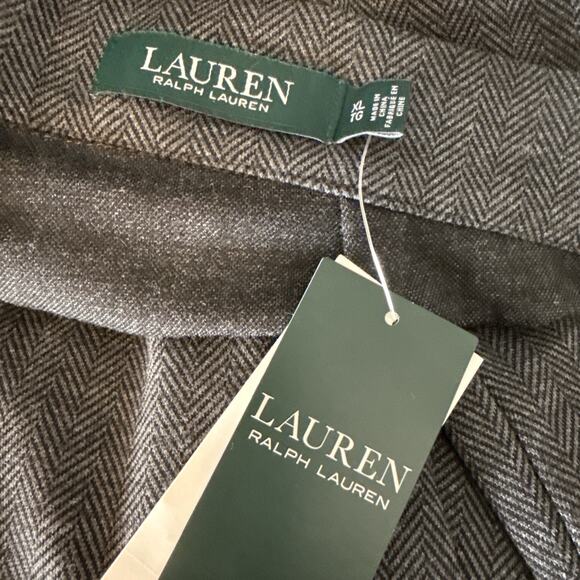 LAUREN
RALPH LAUREN
XL
TG
MADE IN
CHINA
FABRIQUÉ EN
CHINE
LAUREN
RALPH LAUREN